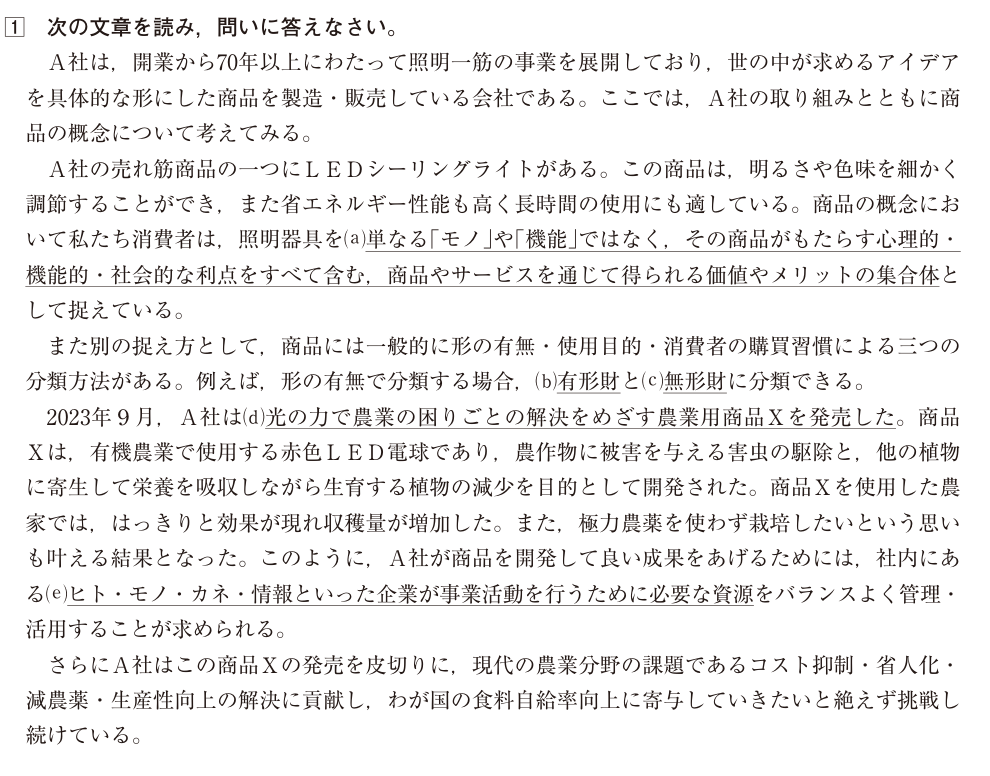 1 次の文章を読み，問いに答えなさい。
Ａ社は，開業から70年以上にわたって照明一筋の事業を展開しており，世の中が求めるアイデア
を具体的な形にした商品を製造・販売している会社である。ここでは，Ａ社の取り組みとともに商
品の概念について考えてみる。
Ａ社の売れ筋商品の一つにＬＥＤシーリングライトがある。この商品は，明るさや色味を細かく
調節することができ，また省エネルギー性能も高く長時間の使用にも適している。商品の概念にお
いて私たち消費者は，照明器具を(a)単なる｢モノ｣や｢機能｣ではなく，その商品がもたらす心理的・
機能的・社会的な利点をすべて含む，商品やサービスを通じて得られる価値やメリットの集合体と
して捉えている。
また別の捉え方として，商品には一般的に形の有無・使用目的・消費者の購買習慣による三つの
分類方法がある。例えば，形の有無で分類する場合，(b)有形財と(c)無形財に分類できる。
2023年９月，Ａ社は(d)光の力で農業の困りごとの解決をめざす農業用商品Ｘを発売した。商品
Ｘは，有機農業で使用する赤色ＬＥＤ電球であり，農作物に被害を与える害虫の駆除と，他の植物
に寄生して栄養を吸収しながら生育する植物の減少を目的として開発された。商品Ｘを使用した農
家では，はっきりと効果が現れ収穫量が増加した。また，極力農薬を使わず栽培したいという思い
も叶える結果となった。このように，Ａ社が商品を開発して良い成果をあげるためには，社内にあ
る(e)ヒト・モノ・カネ・情報といった企業が事業活動を行うために必要な資源をバランスよく管理・
活用することが求められる。
さらにＡ社はこの商品Ｘの発売を皮切りに，現代の農業分野の課題であるコスト抑制・省人化・
減農薬・生産性向上の解決に貢献し，わが国の食料自給率向上に寄与していきたいと絶えず挑戦し
続けている。